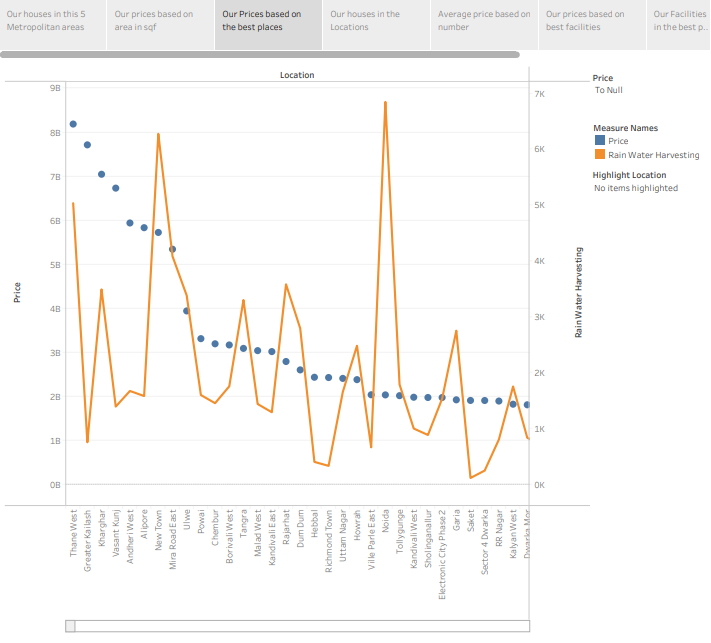 Our houses in this 5
Metropolitan areas
Our prices based on
area in sqf
Our Prices based on
the best places
Our houses in the
Locations
Average price based on
number
Our prices based on
best facilities
Our Facilities
in the best p..
Location
Price
To Null
Measure Names
Price
Rain Water Harvesting
Highlight Location
No items highlighted
9B
8B
7B
6B
5B
4B
3B
2B
1B
0B
Price
7K
6K
5K
4K
3K
2K
1K
0K
Rain Water Harvesting
Thane West
Greater Kailash
Kharghar
Vasant Kunj
Andheri West
Alipore
New Town
Mira Road East
Ulwe
Powai
Chembur
Borivali West
Tangra
Malad West
Kandivali East
Rajarhat
Dum Dum
Hebbal
Richmond Town
Uttam Nagar
Howrah
Ville Parle East
Noida
Tollygunge
Kandivali West
Sholinganallur
Electronic City Phase 2
Garia
Saket
Sector 4 Dwarka
RR Nagar
Kalyan West
Dwarka Mor